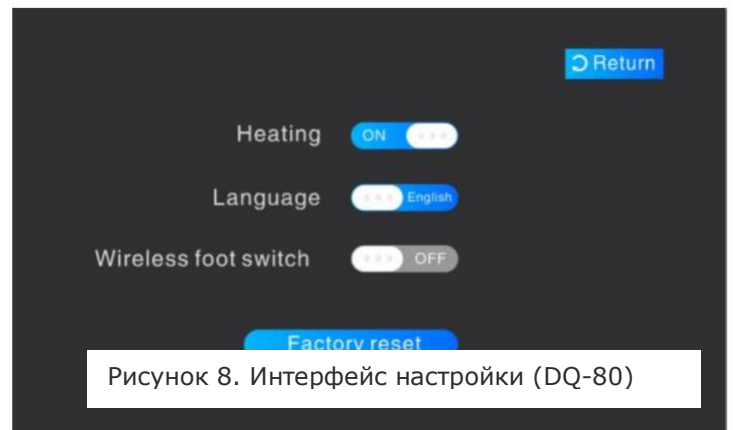 Return
Heating ON
Language English
Wireless foot switch OFF
Factory reset
Рисунок 8. Интерфейс настройки (DQ-80)